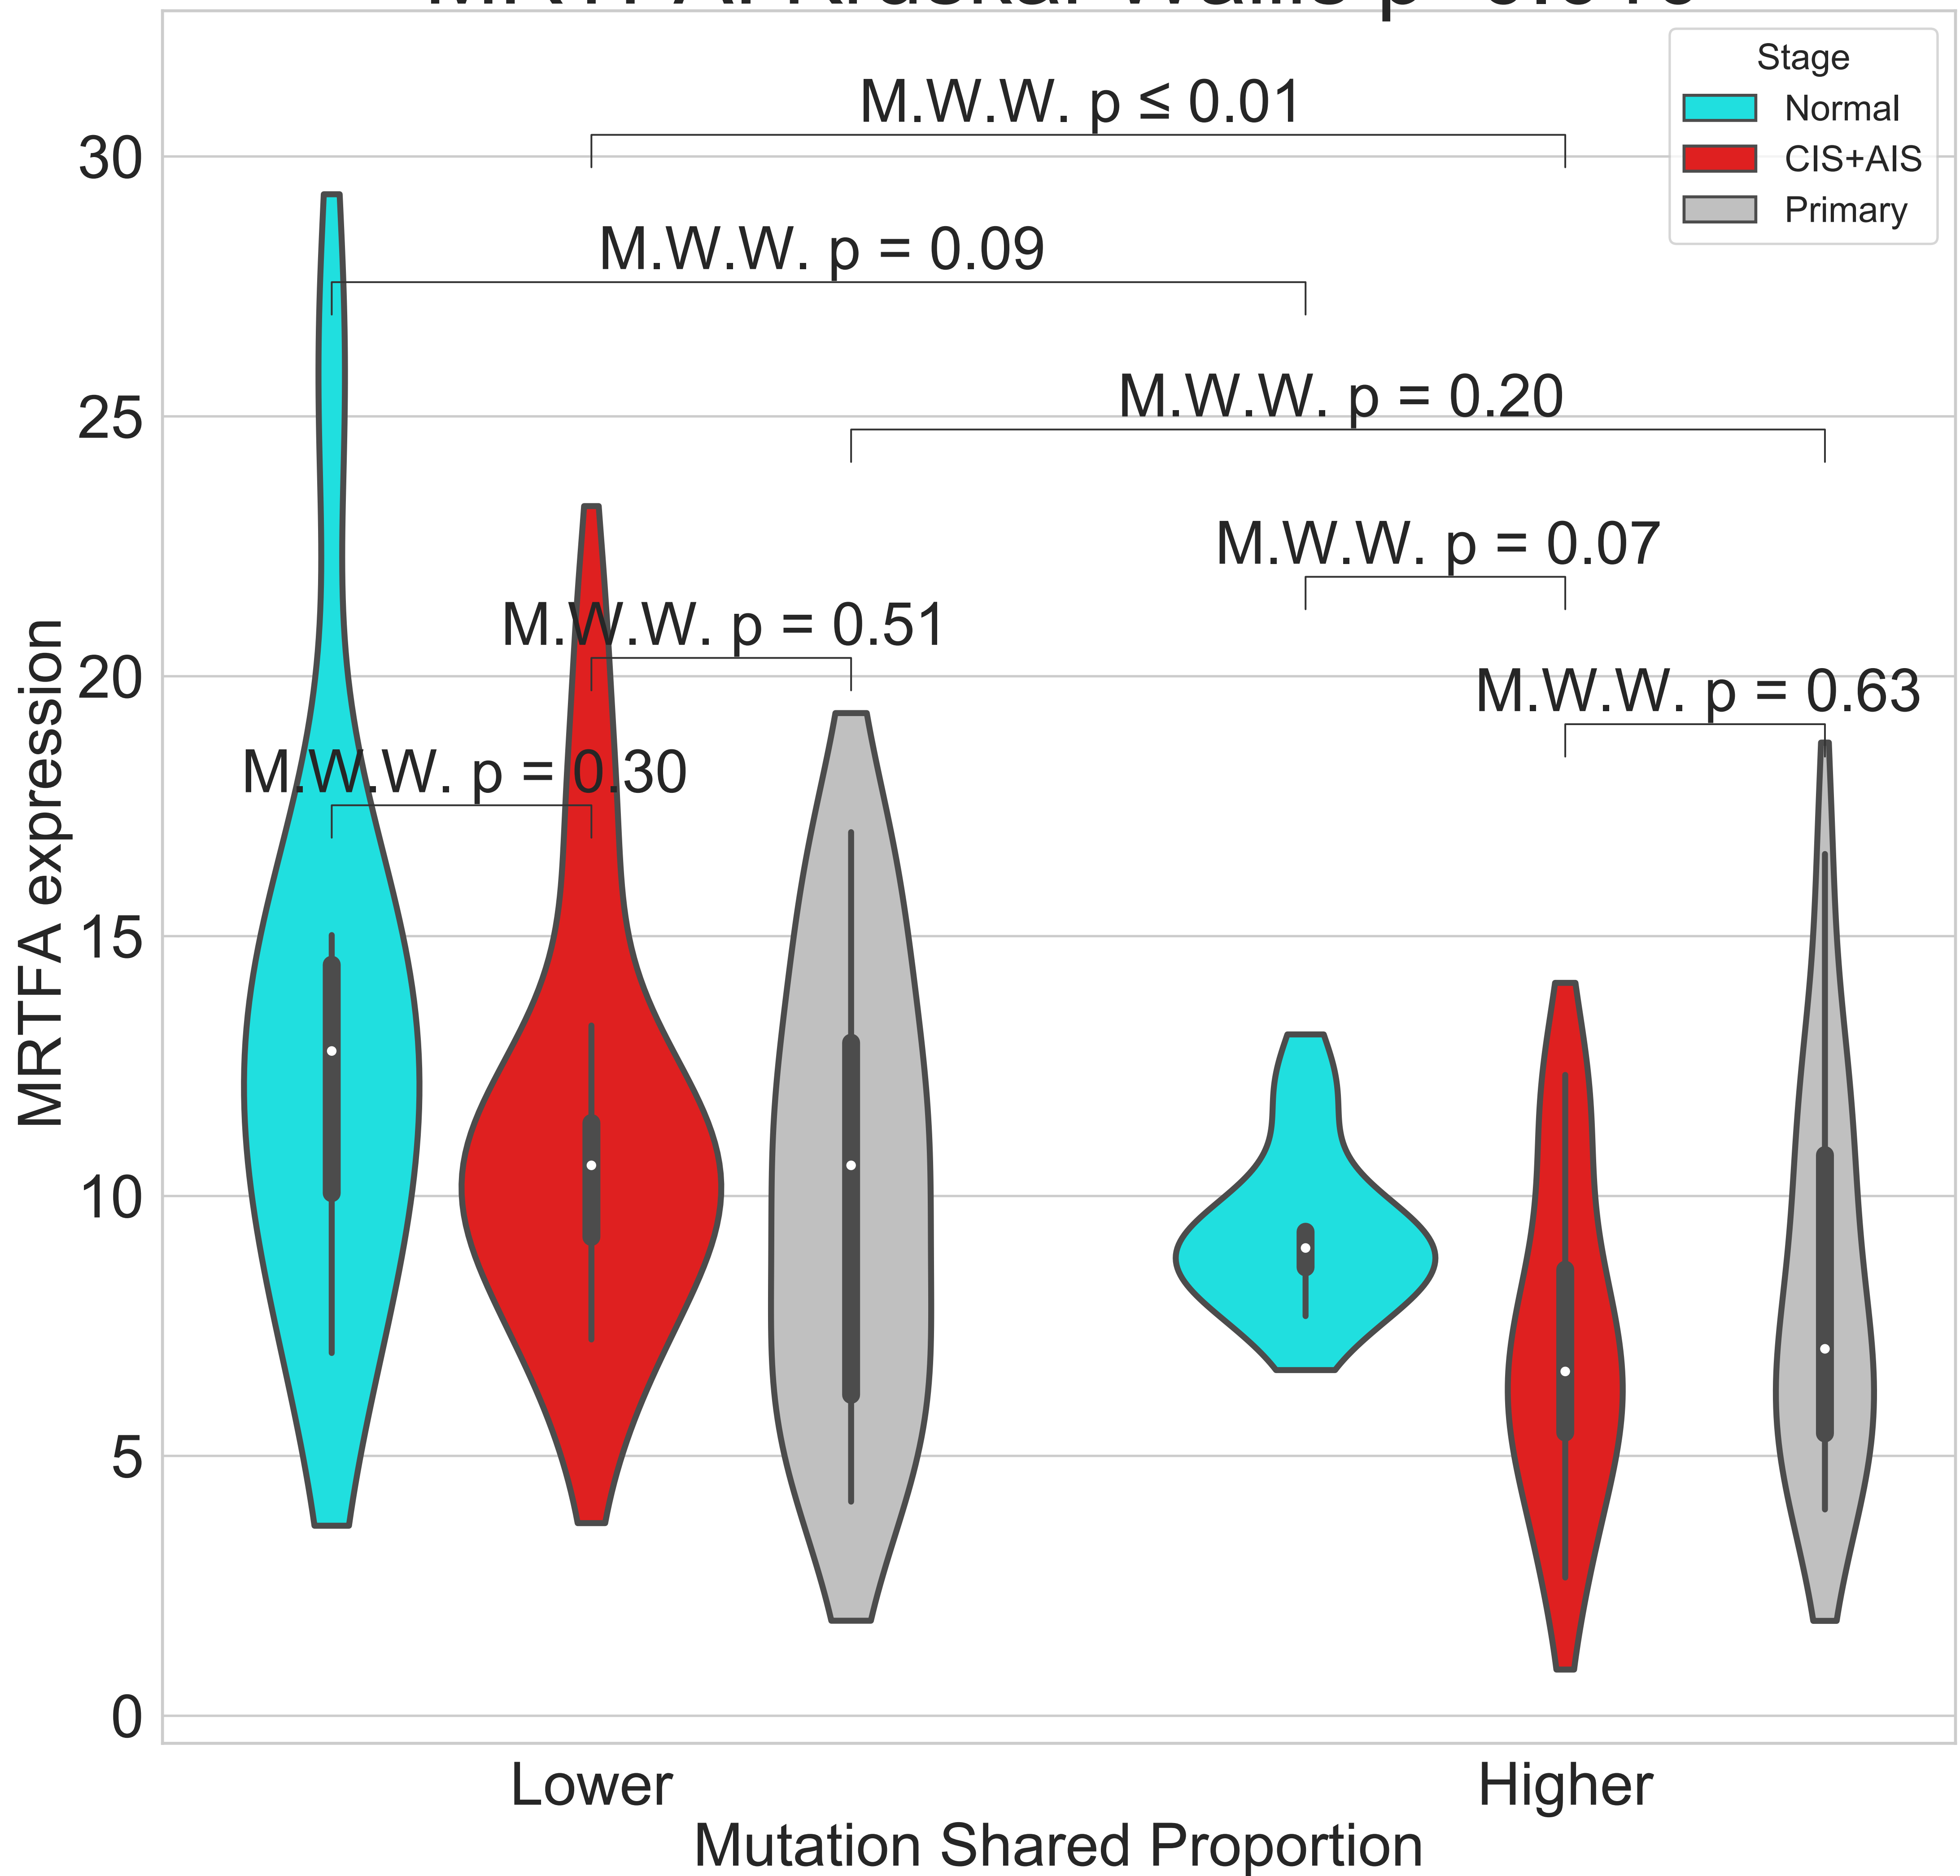 Stage
Normal
CIS+AIS
Primary
M.W.W. p ≤ 0.01
M.W.W. p = 0.09
M.W.W. p = 0.20
M.W.W. p = 0.07
M.W.W. p = 0.51
M.W.W. p = 0.63
M.W.W. p = 0.30
30
25
20
15
10
5
0
MRTFA expression
Lower
Higher
Mutation Shared Proportion